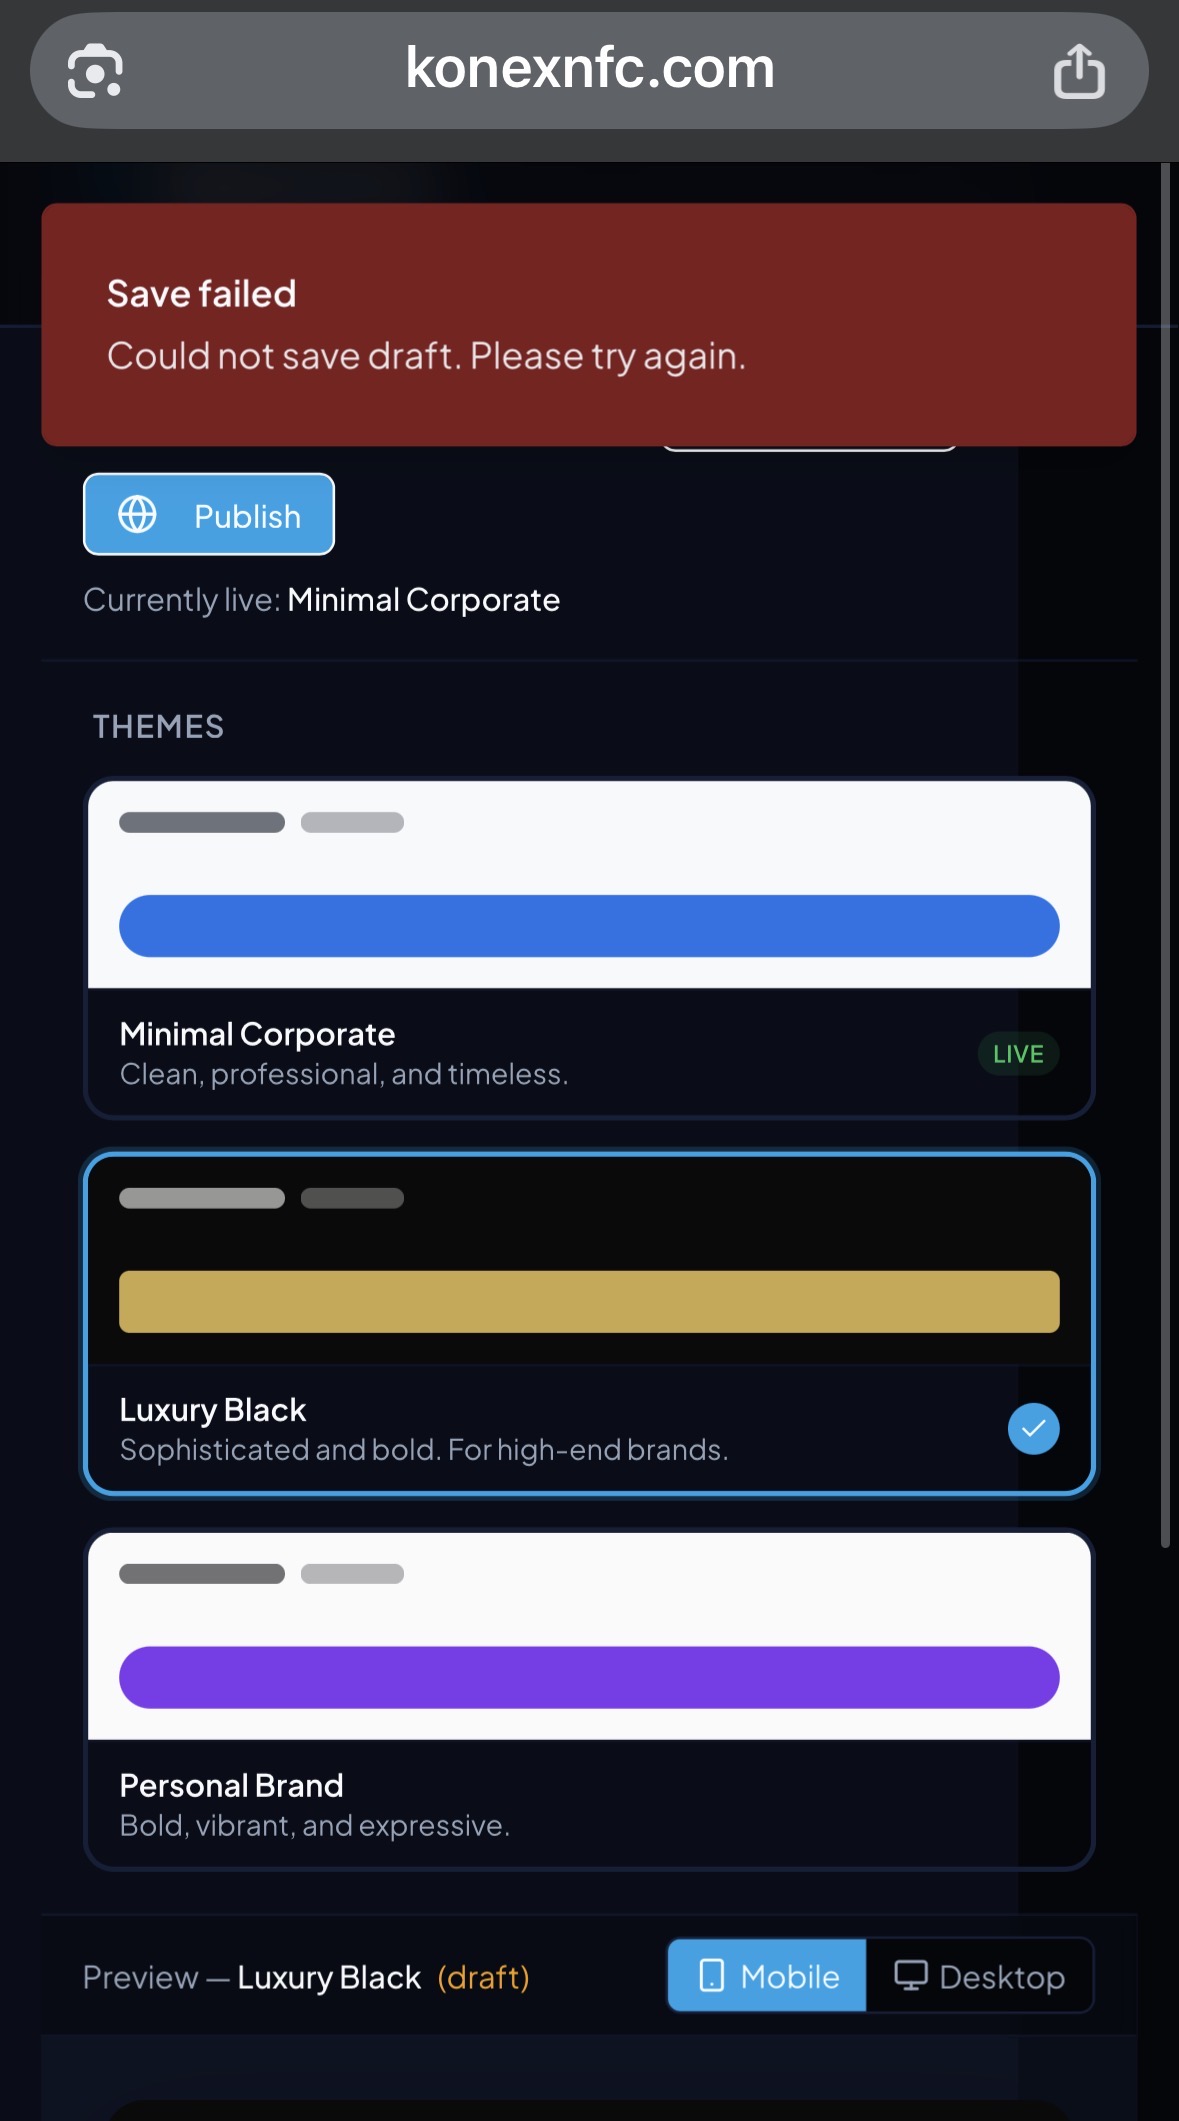 konexnfc.com
Save failed
Could not save draft. Please try again.
Publish
Currently live: Minimal Corporate
THEMES
Minimal Corporate
Clean, professional, and timeless.
LIVE
Luxury Black
Sophisticated and bold. For high-end brands.
Personal Brand
Bold, vibrant, and expressive.
Preview — Luxury Black (draft)
Mobile
Desktop